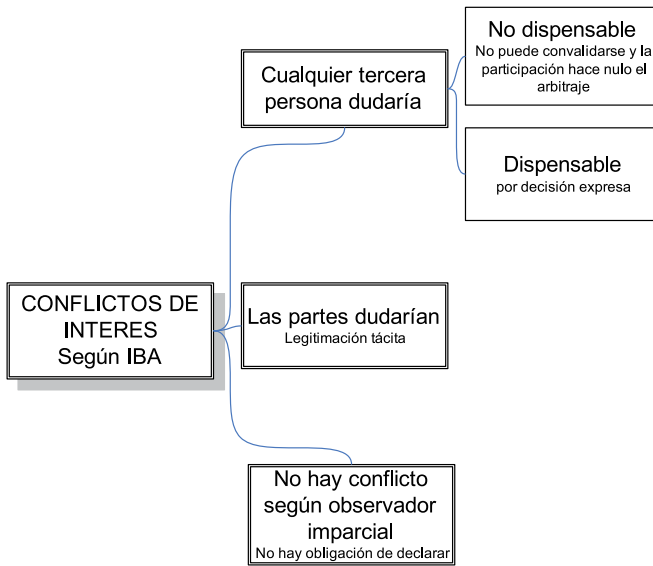 No dispensable
No puede convalidarse y la
participación hace nulo el
arbitraje
Cualquier tercera
persona dudaría
Dispensable
por decisión expresa
CONFLICTOS DE
INTERES
Según IBA
Las partes dudarían
Legitimación tácita
No hay conflicto
según observador
imparcial
No hay obligación de declarar